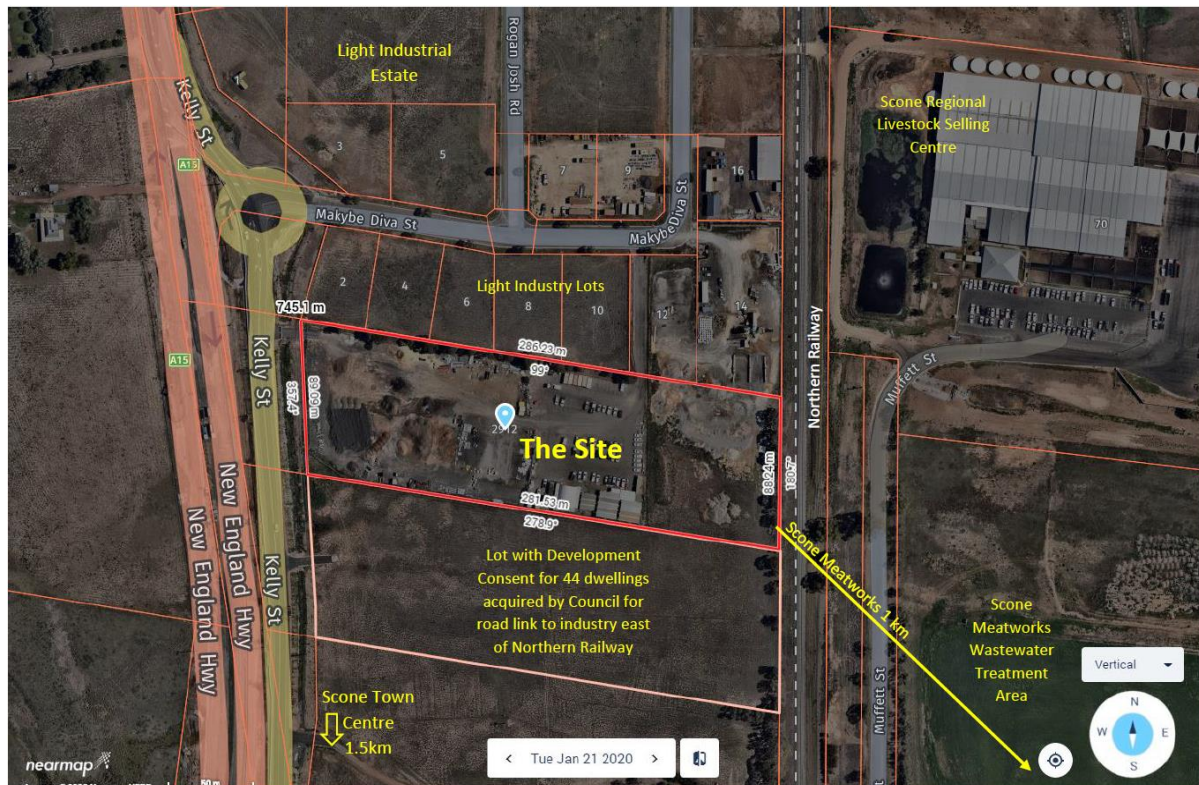 Light Industrial
Estate
Rogan Josh Rd
Scone Regional
Livestock Selling
Centre
Kelly St
A15
1
3
5
7
9
16
70
Makybe Diva St
Makybe Diva St
2
4
6
8
10
12
14
Light Industry Lots
745.1 m
286.23 m
99°
89.09 m
357.4°
2912
The Site
88.24 m
180.7°
281.53 m
278.9°
Northern Railway
Muffett St
A15
Kelly St
New England Hwy
New England Hwy
Kelly St
Lot with Development
Consent for 44 dwellings
acquired by Council for
road link to industry east
of Northern Railway
Scone Meatworks 1 km
Scone
Meatworks
Wastewater
Treatment
Area
Muffett St
Vertical
N
W E
S
Scone Town
Centre
1.5km
nearmap
Tue Jan 21 2020
50 m